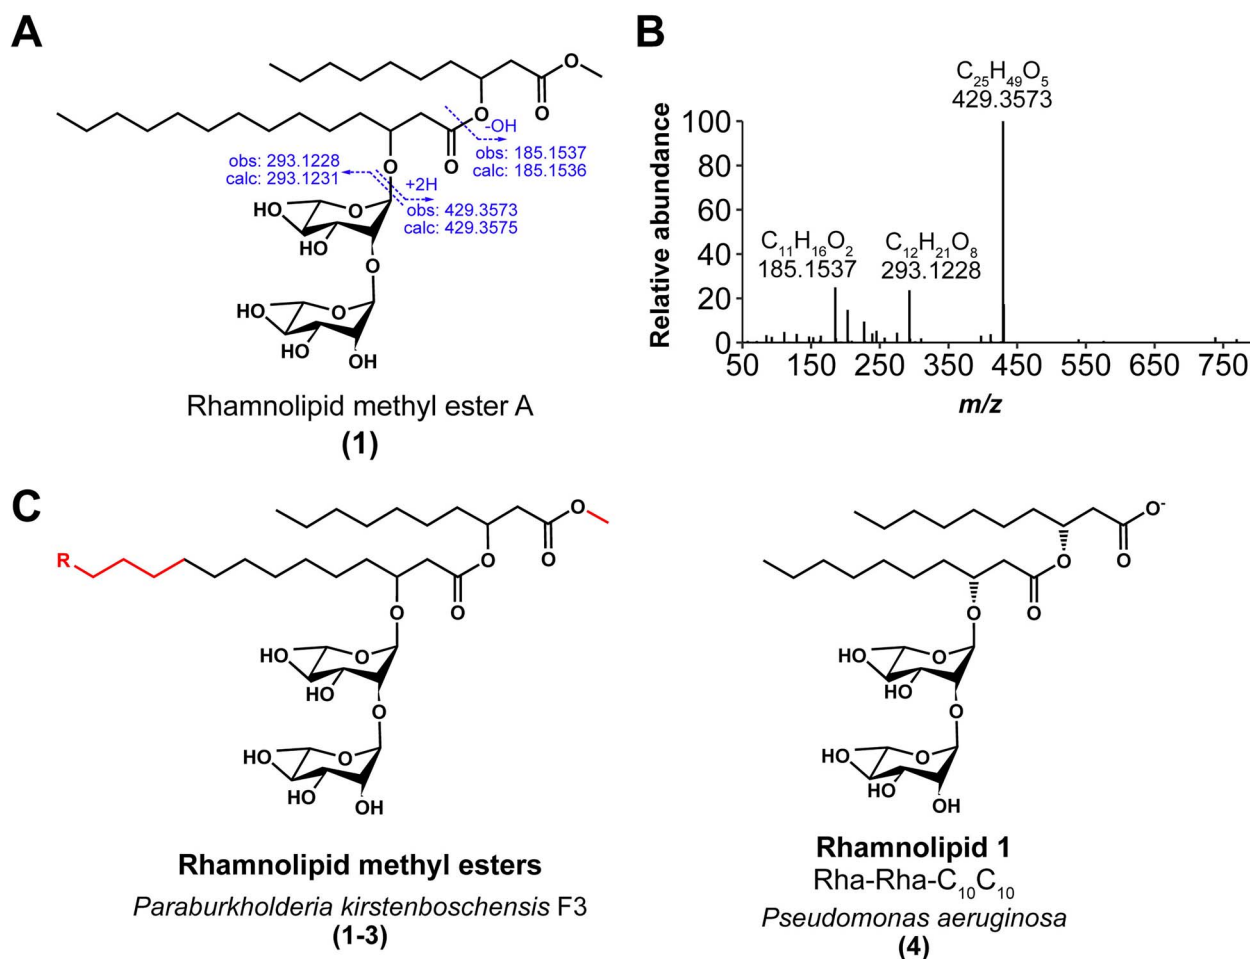 A
O
O
O
-OH
obs: 185.1537
calc: 185.1536
O
O
obs: 293.1228
calc: 293.1231
+2H
obs: 429.3573
calc: 429.3575
HO
O
HO
O
HO
O
HO
OH
Rhamnolipid methyl ester A
(1)
B
Relative abundance
100
80
60
40
20
0
C₂₅H₄₉O₅
429.3573
C₁₁H₁₆O₂
185.1537
C₁₂H₂₁O₈
293.1228
50 150 250 350 450 550 650 750
m/z
C
R
O
O
O
O
O
HO
O
HO
O
HO
O
HO
OH
Rhamnolipid methyl esters
Paraburkholderia kirstenboschensis F3
(1-3)
O⁻
O
O
O
O
HO
O
HO
O
HO
O
HO
OH
Rhamnolipid 1
Rha-Rha-C₁₀C₁₀
Pseudomonas aeruginosa
(4)